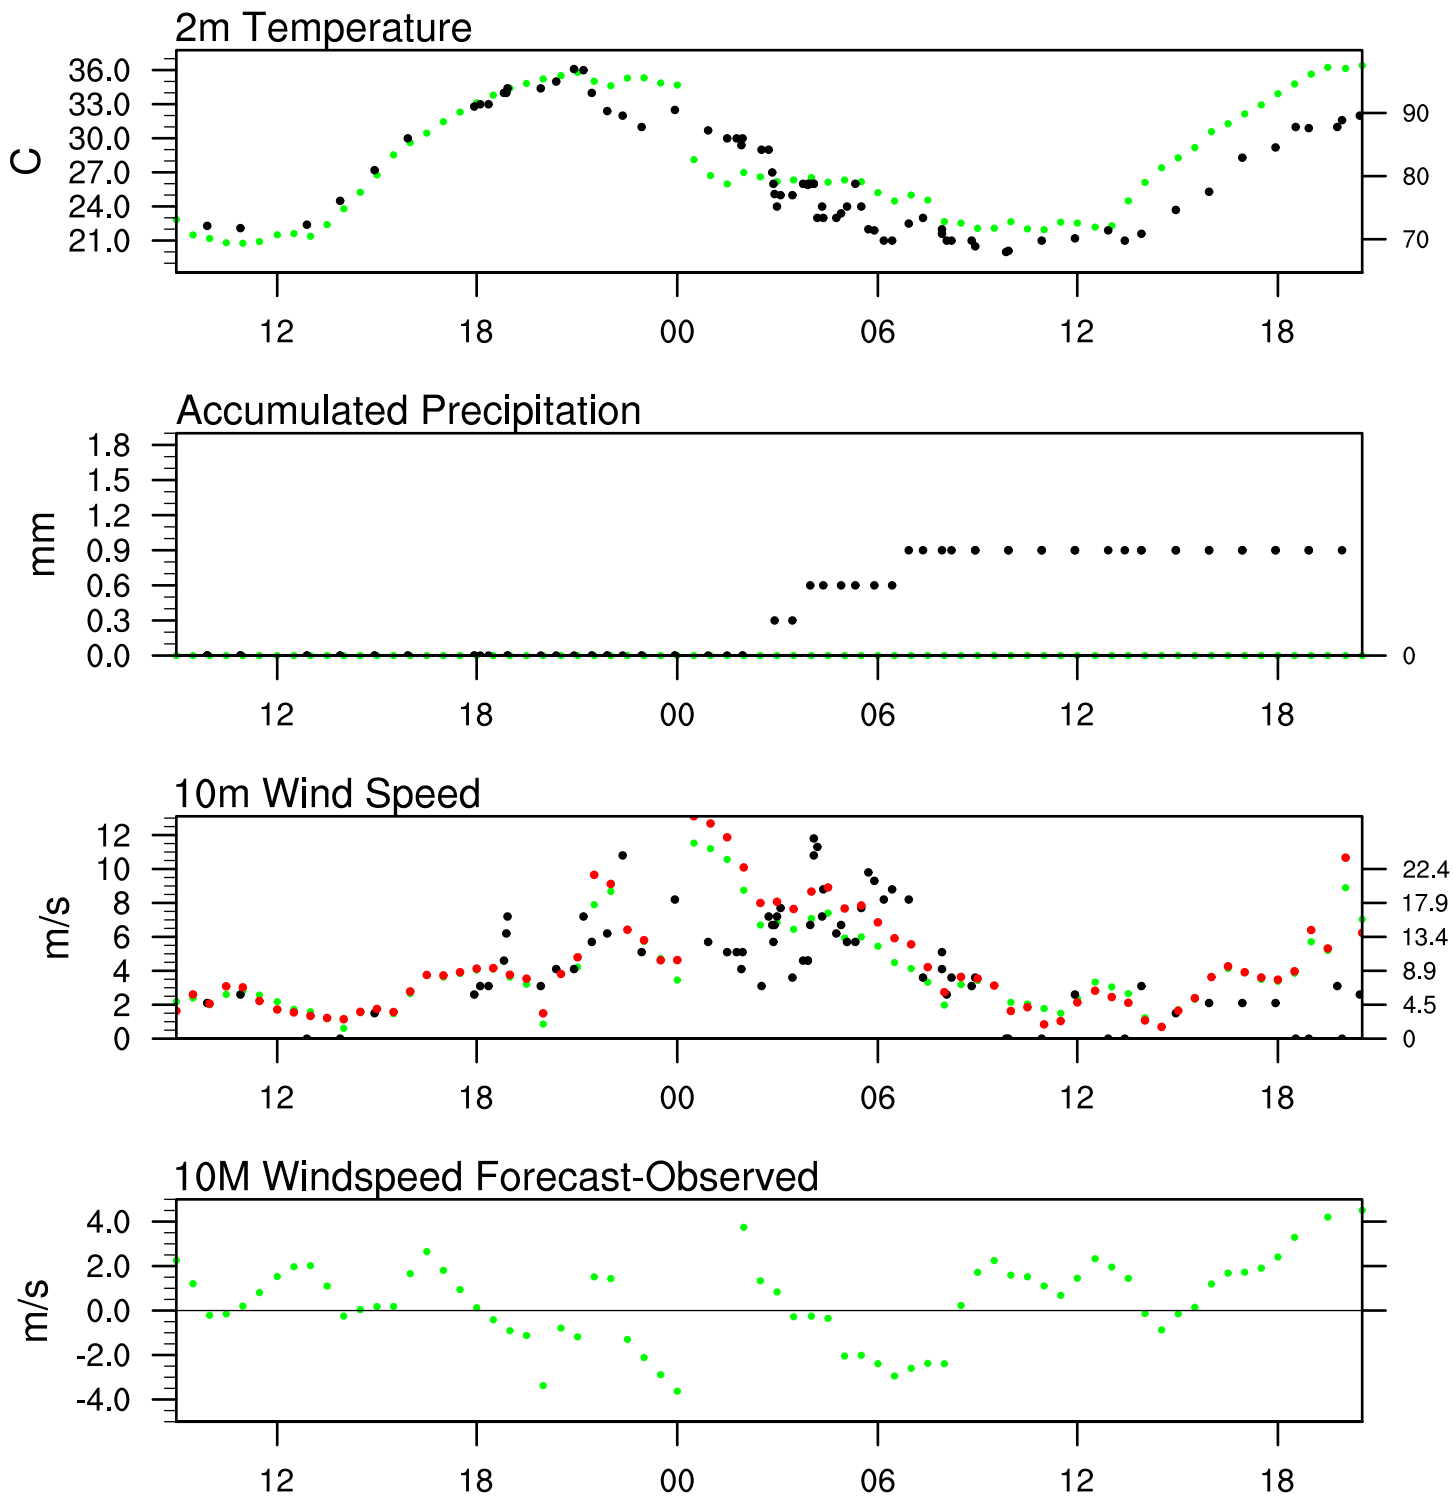 2m Temperature
C
36.0
33.0
30.0
27.0
24.0
21.0
90
80
70
12 18 00 06 12 18
Accumulated Precipitation
mm
1.8
1.5
1.2
0.9
0.6
0.3
0.0
0
12 18 00 06 12 18
10m Wind Speed
m/s
12
10
8
6
4
2
0
22.4
17.9
13.4
8.9
4.5
0
12 18 00 06 12 18
10M Windspeed Forecast-Observed
m/s
4.0
2.0
0.0
-2.0
-4.0
12 18 00 06 12 18